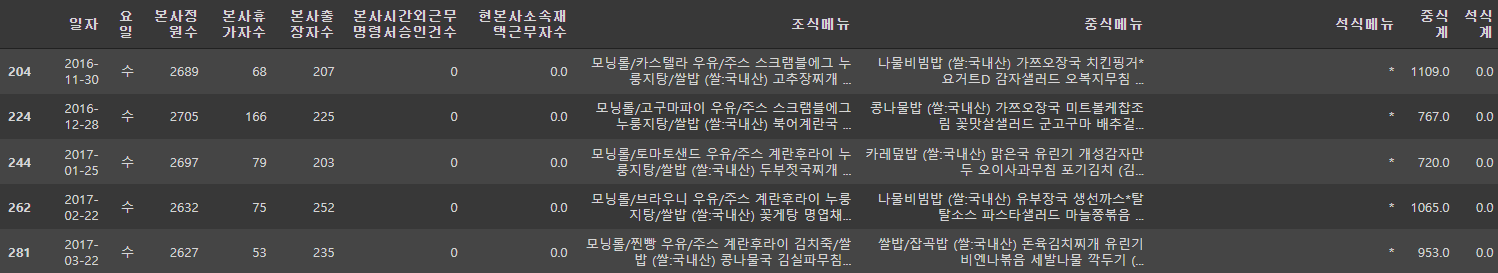 일자 요일 본사정원수 본사휴가자수 본사출장자수 본사시간외근무명령서승인건수 현본사소속재택근무자수 조식메뉴 중식메뉴 석식메뉴 중식계 석식계
204 2016-11-30 수 2689 68 207 0 0.0 모닝롤/카스텔라 우유/주스 스크램블에그 누룽지탕/쌀밥 (쌀:국내산) 고추장찌개 ... 나물비빔밥 (쌀:국내산) 가쯔오장국 치킨핑거*요거트D 감자샐러드 오복지무침 ... * 1109.0 0.0
224 2016-12-28 수 2705 166 225 0 0.0 모닝롤/고구마파이 우유/주스 스크램블에그 누룽지탕/쌀밥 (쌀:국내산) 북어계란국 ... 콩나물밥 (쌀:국내산) 가쯔오장국 미트볼케찹조림 꽃맛살샐러드 군고구마 배추겉... * 767.0 0.0
244 2017-01-25 수 2697 79 203 0 0.0 모닝롤/토마토샌드 우유/주스 계란후라이 누룽지탕/쌀밥 (쌀:국내산) 두부젓국찌개 ... 카레덮밥 (쌀:국내산) 맑은국 유린기 개성감자만두 오이사과무침 포기김치 (김... * 720.0 0.0
262 2017-02-22 수 2632 75 252 0 0.0 모닝롤/브라우니 우유/주스 계란후라이 누룽지탕/쌀밥 (쌀:국내산) 꽃게탕 명엽채... 나물비빔밥 (쌀:국내산) 유부장국 생선까스*탈탈소스 파스타샐러드 마늘쫑볶음 ... * 1065.0 0.0
281 2017-03-22 수 2627 53 235 0 0.0 모닝롤/찐빵 우유/주스 계란후라이 김치죽/쌀밥 (쌀:국내산) 콩나물국 김실파무침... 쌀밥/잡곡밥 (쌀:국내산) 돈육김치찌개 유린기 비엔나볶음 세발나물 깍두기 (... * 953.0 0.0